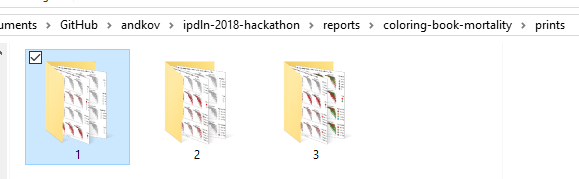 uments > GitHub > andkov > ipdln-2018-hackathon > reports > coloring-book-mortality > prints
1
2
3